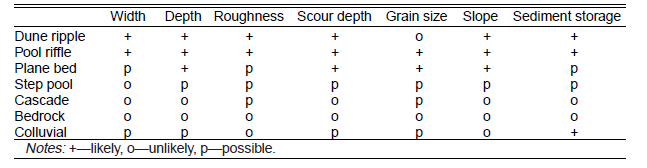 Width Depth Roughness Scour depth Grain size Slope Sediment storage
Dune ripple + + + + o + +
Pool riffle + + + + + + +
Plane bed p + p + + + p
Step pool o p p p p p p
Cascade o o p o p o o
Bedrock o o o o o o o
Colluvial p p o p p o +
Notes: +—likely, o—unlikely, p—possible.